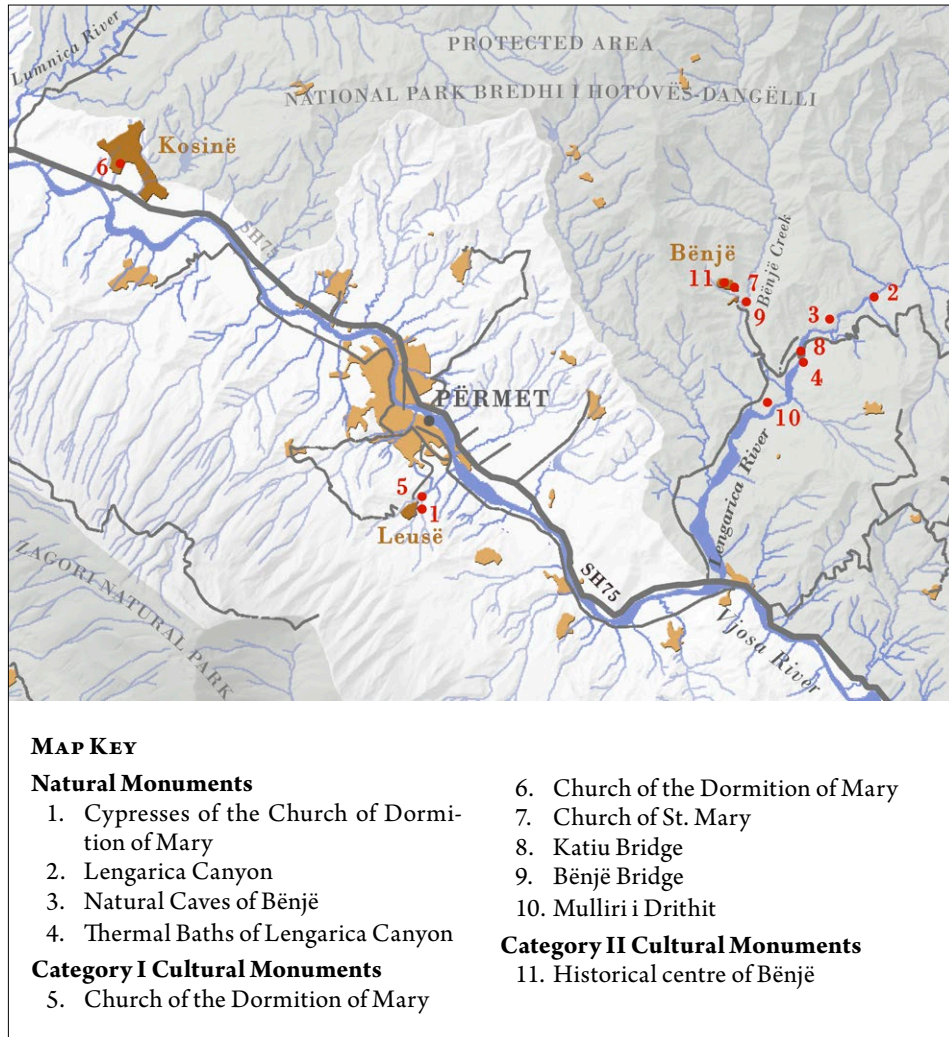 Lumnica River
PROTECTED AREA
NATIONAL PARK BREDHI I HOTOVËS-DANGËLLI
Kosinë
6
SH75
Bënjë
Bënjë Creek
11
7
9
2
3
8
4
10
PËRMET
Lengarica River
5
1
Leusë
SH75
Vjosa River
ZAGORI NATURAL PARK
MAP KEY
Natural Monuments
1. Cypresses of the Church of Dormi-
tion of Mary
2. Lengarica Canyon
3. Natural Caves of Bënjë
4. Thermal Baths of Lengarica Canyon
Category I Cultural Monuments
5. Church of the Dormition of Mary
6. Church of the Dormition of Mary
7. Church of St. Mary
8. Katiu Bridge
9. Bënjë Bridge
10. Mulliri i Drithit
Category II Cultural Monuments
11. Historical centre of Bënjë